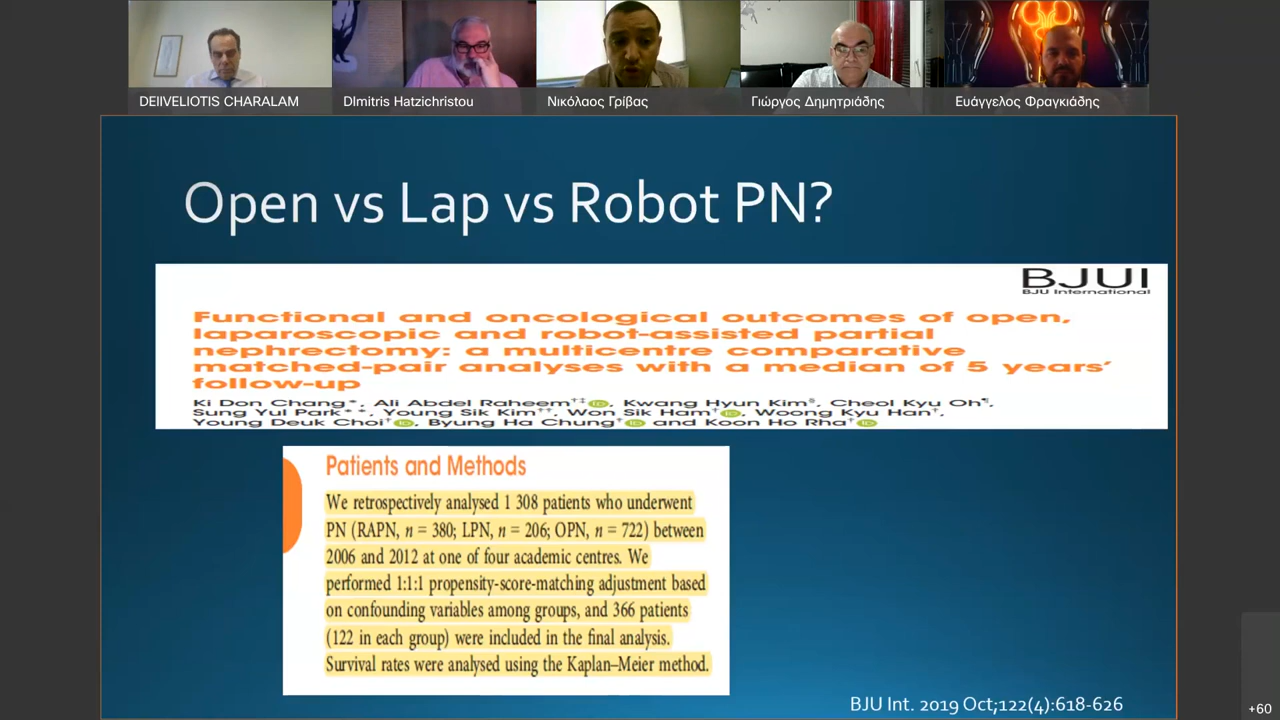 DEIIVELIOTIS CHARALAM
DImitris Hatzichristou
Νικόλαος Γρίβας
Γιώργος Δημητριάδης
Ευάγγελος Φραγκιάδης
Open vs Lap vs Robot PN?
BJUI
BJU International
Functional and oncological outcomes of open,
laparoscopic and robot-assisted partial
nephrectomy: a multicentre comparative
matched-pair analyses with a median of 5 years'
follow-up
Ki Don Chang*, Ali Abdel Raheem†‡, Kwang Hyun Kim§, Cheol Kyu Oh¶,
Sung Yul Park**, Young Sik Kim††, Won Sik Ham†, Woong Kyu Han†,
Young Deuk Choi†, Byung Ha Chung† and Koon Ho Rha†
Patients and Methods
We retrospectively analysed 1 308 patients who underwent
PN (RAPN, n = 380; LPN, n = 206; OPN, n = 722) between
2006 and 2012 at one of four academic centres. We
performed 1:1:1 propensity-score-matching adjustment based
on confounding variables among groups, and 366 patients
(122 in each group) were included in the final analysis.
Survival rates were analysed using the Kaplan–Meier method.
BJU Int. 2019 Oct;122(4):618-626
+60